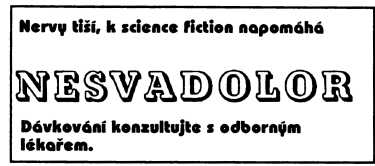 Nervy tiší, k science fiction napomáhá
NESVADOLOR
Dávkování konzultujte s odborným
lékařem.